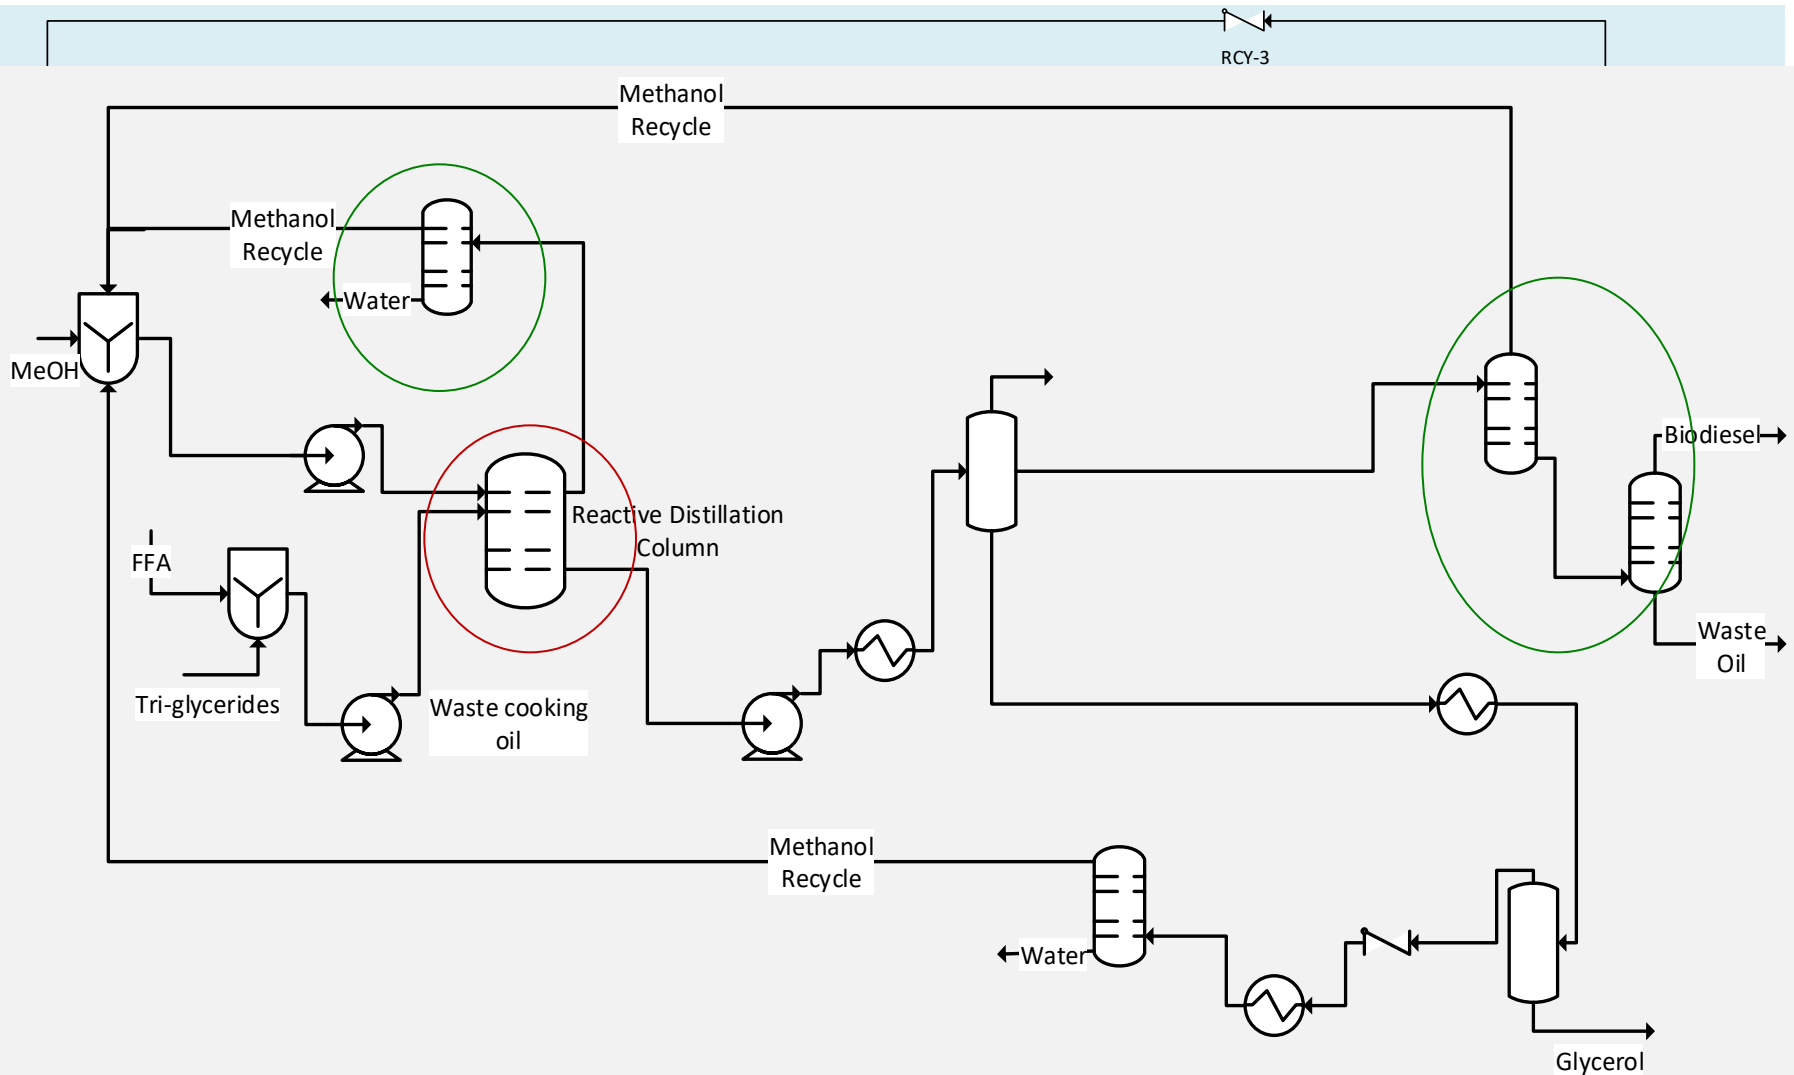 RCY-3
Methanol
Recycle
Methanol
Recycle
Water
MeOH
Biodiesel
Reactive Distillation
Column
FFA
Waste
Oil
Tri-glycerides
Waste cooking
oil
Methanol
Recycle
Water
Glycerol